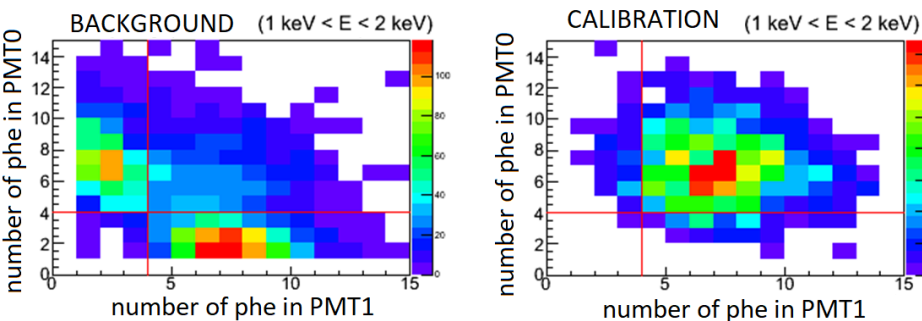 BACKGROUND (1 keV < E < 2 keV)
number of phe in PMT0
14
12
10
8
6
4
2
0
0 5 10 15
number of phe in PMT1
100
80
60
40
20
0
CALIBRATION (1 keV < E < 2 keV)
number of phe in PMT0
14
12
10
8
6
4
2
0
0 5 10 15
number of phe in PMT1